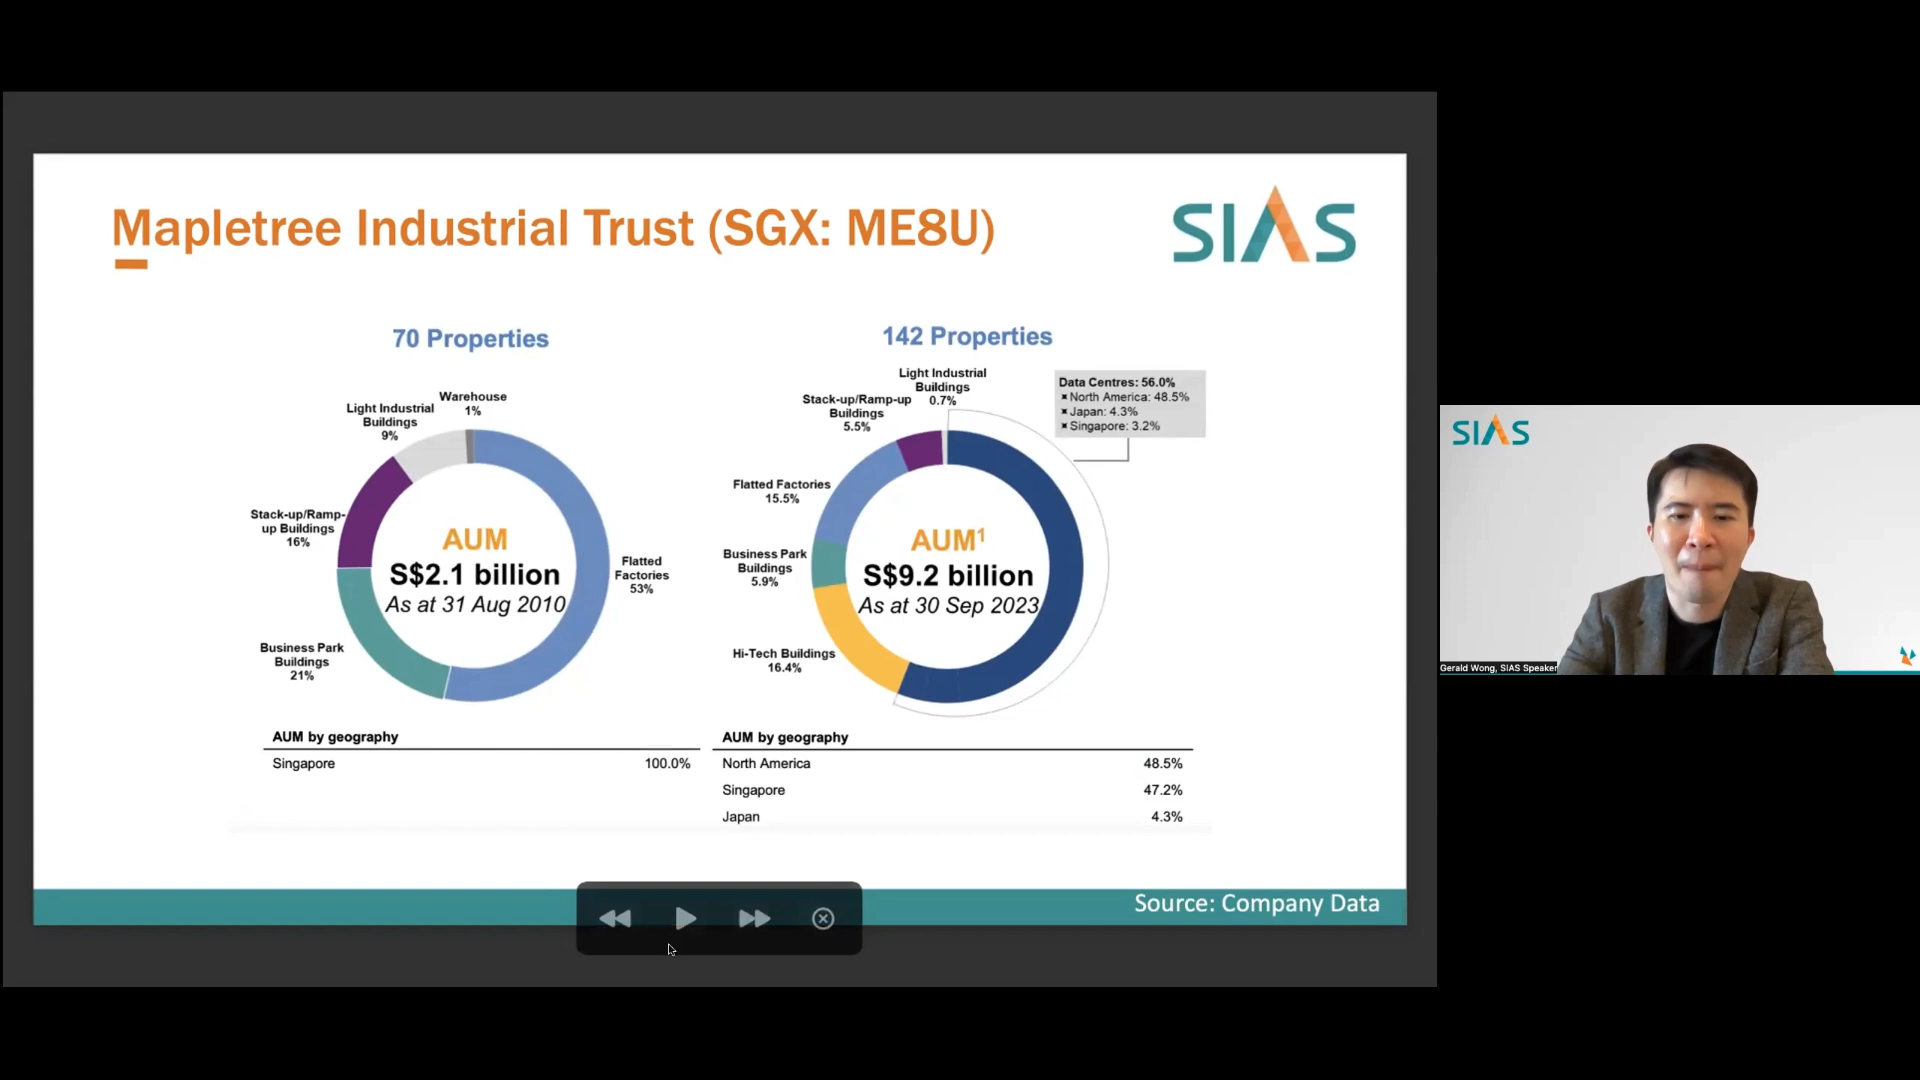 Mapletree Industrial Trust (SGX: ME8U)
SIAS
70 Properties
Warehouse
1%
Light Industrial
Buildings
9%
Stack-up/Ramp-
up Buildings
16%
AUM
S$2.1 billion
As at 31 Aug 2010
Flatted
Factories
53%
Business Park
Buildings
21%
AUM by geography
Singapore 100.0%
142 Properties
Light Industrial
Buildings
0.7%
Data Centres: 56.0%
North America: 48.5%
Japan: 4.3%
Singapore: 3.2%
Stack-up/Ramp-up
Buildings
5.5%
Flatted Factories
15.5%
AUM¹
S$9.2 billion
As at 30 Sep 2023
Business Park
Buildings
5.9%
Hi-Tech Buildings
16.4%
AUM by geography
North America 48.5%
Singapore 47.2%
Japan 4.3%
Source: Company Data
SIAS
Gerald Wong, SIAS Speaker